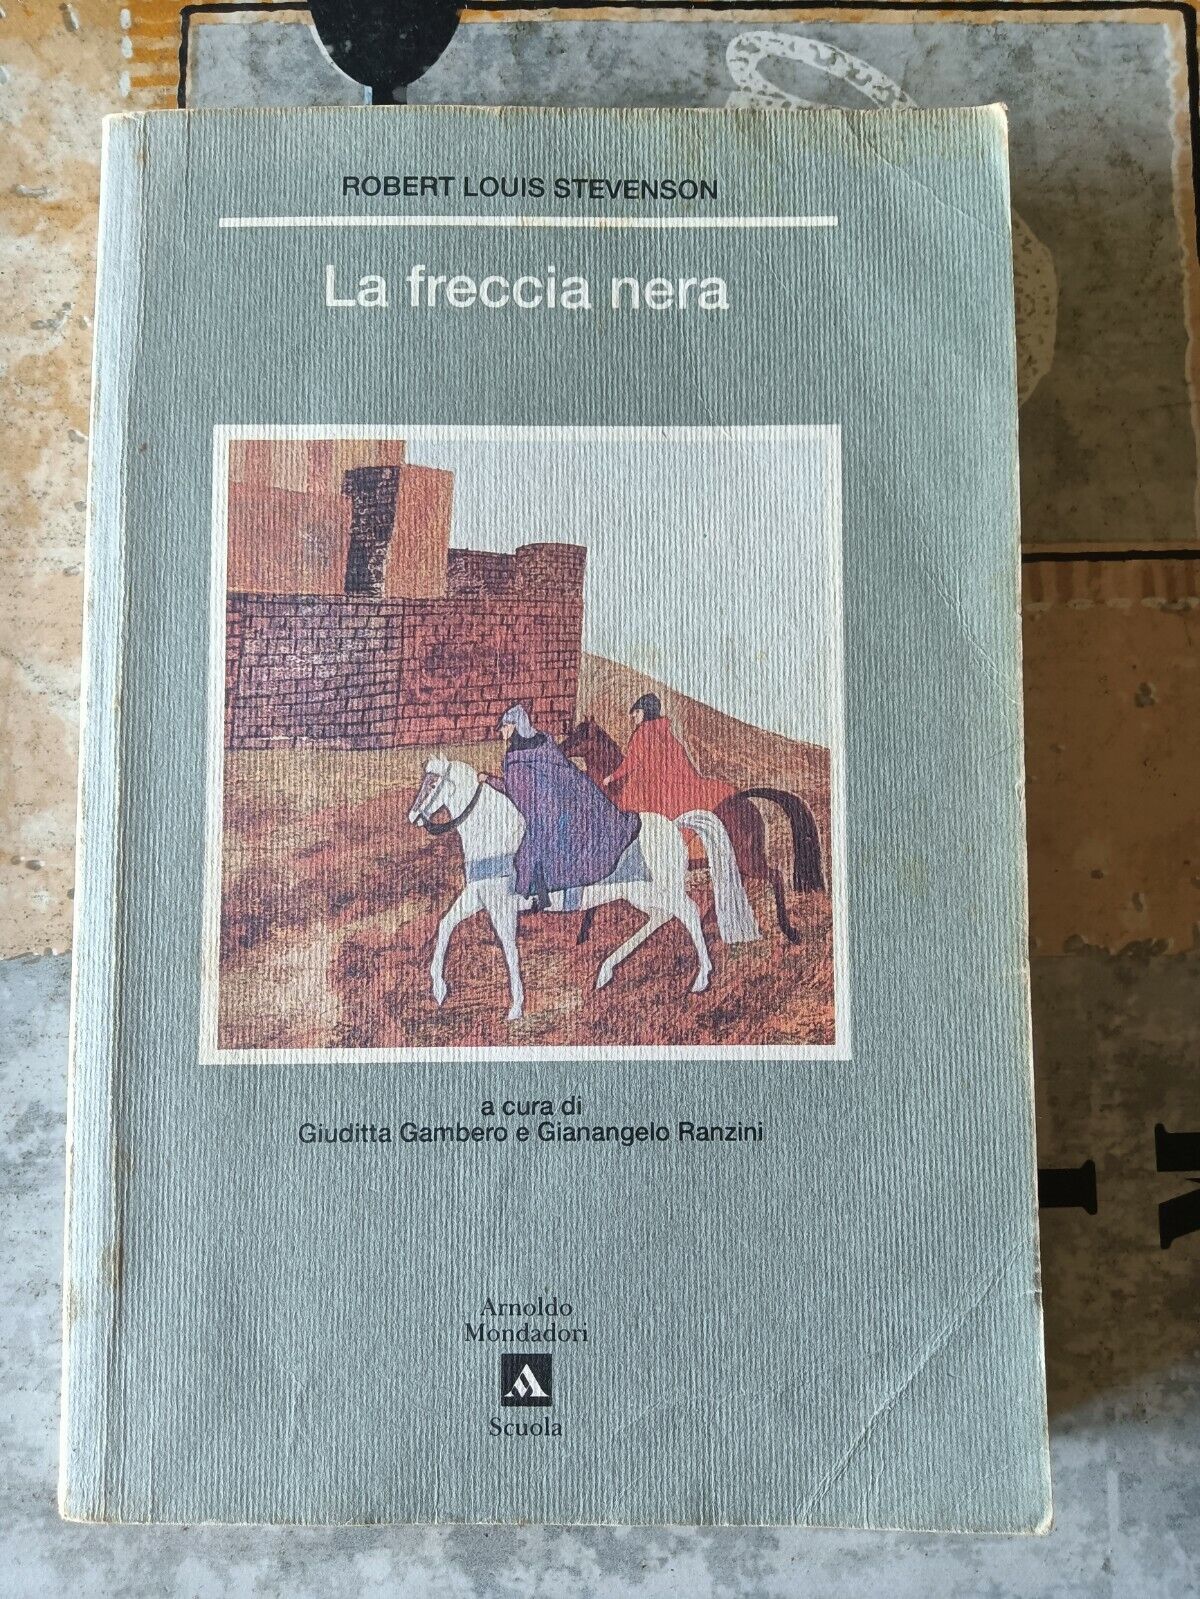 ROBERT LOUIS STEVENSON
La freccia nera
a cura di
Giuditta Gambero e Gianangelo Ranzini
Arnoldo
Mondadori
Scuola